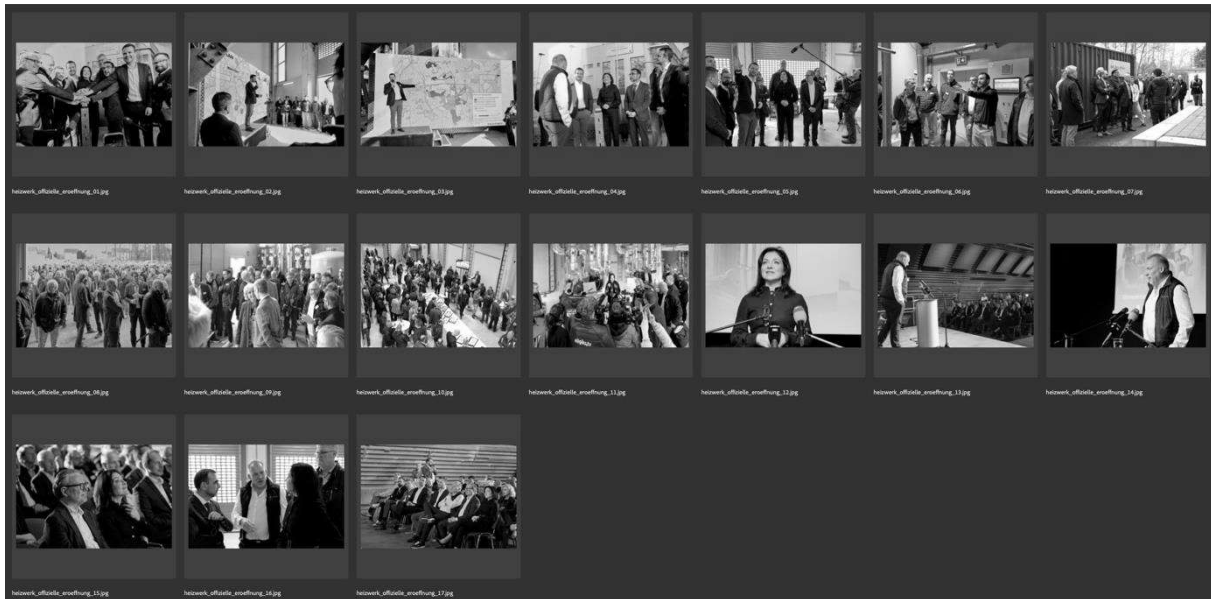 heizwerk_offizielle_eroeffnung_01.jpg
heizwerk_offizielle_eroeffnung_02.jpg
heizwerk_offizielle_eroeffnung_03.jpg
heizwerk_offizielle_eroeffnung_04.jpg
heizwerk_offizielle_eroeffnung_05.jpg
heizwerk_offizielle_eroeffnung_06.jpg
heizwerk_offizielle_eroeffnung_07.jpg
heizwerk_offizielle_eroeffnung_08.jpg
heizwerk_offizielle_eroeffnung_09.jpg
heizwerk_offizielle_eroeffnung_10.jpg
heizwerk_offizielle_eroeffnung_11.jpg
heizwerk_offizielle_eroeffnung_12.jpg
heizwerk_offizielle_eroeffnung_13.jpg
heizwerk_offizielle_eroeffnung_14.jpg
heizwerk_offizielle_eroeffnung_15.jpg
heizwerk_offizielle_eroeffnung_16.jpg
heizwerk_offizielle_eroeffnung_17.jpg